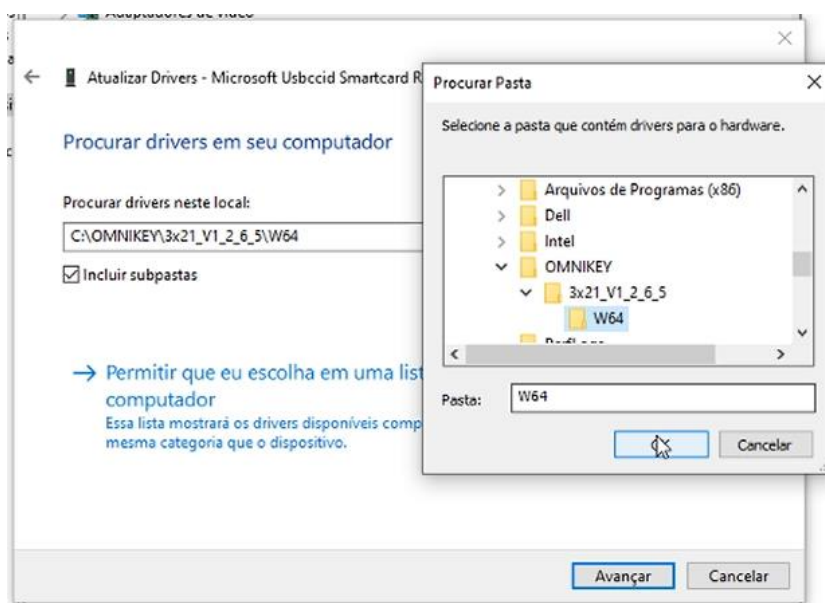 Adaptadores de vídeo
Atualizar Drivers - Microsoft Usbccid Smartcard R
Procurar drivers em seu computador
Procurar drivers neste local:
C:\OMNIKEY\3x21_V1_2_6_5\W64
Incluir subpastas
Permitir que eu escolha em uma list
computador
Essa lista mostrará os drivers disponíveis comp
mesma categoria que o dispositivo.
Procurar Pasta
Selecione a pasta que contém drivers para o hardware.
Arquivos de Programas (x86)
Dell
Intel
OMNIKEY
3x21_V1_2_6_5
W64
Pasta:
W64
Cancelar
Avançar
Cancelar